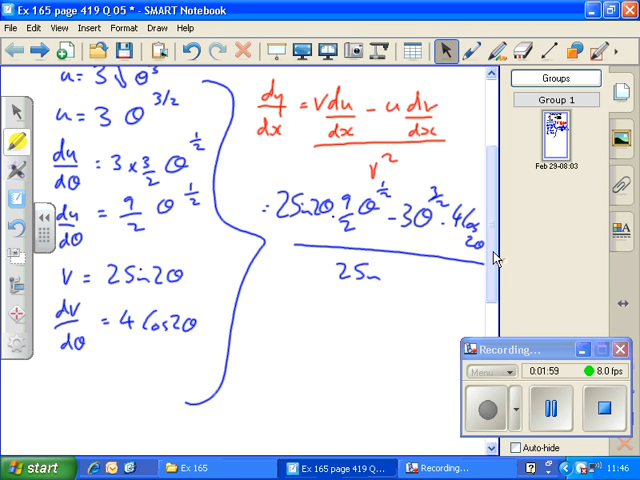 Ex 165 page 419 Q 05 * - SMART Notebook
File Edit View Insert Format Draw Help
u = 3 √θ³
u = 3 θ^3/2
du/dθ = 3 × 3/2 θ^1/2
du/dθ = 9/2 θ^1/2
v = 2 Sin 2θ
dv/dθ = 4 Cos 2θ
dy/dx = v du/dx - u dv/dx
v²
= 2 Sin 2θ . 9/2 θ^1/2 - 3θ^3/2 . 4 Cos 2θ
2 Sin
Groups
Group 1
Feb 29-08:03
Recording...
Menu
0:01:59
8.0 fps
Auto-hide
start
Ex 165
Ex 165 page 419 Q...
Recording...
11:46